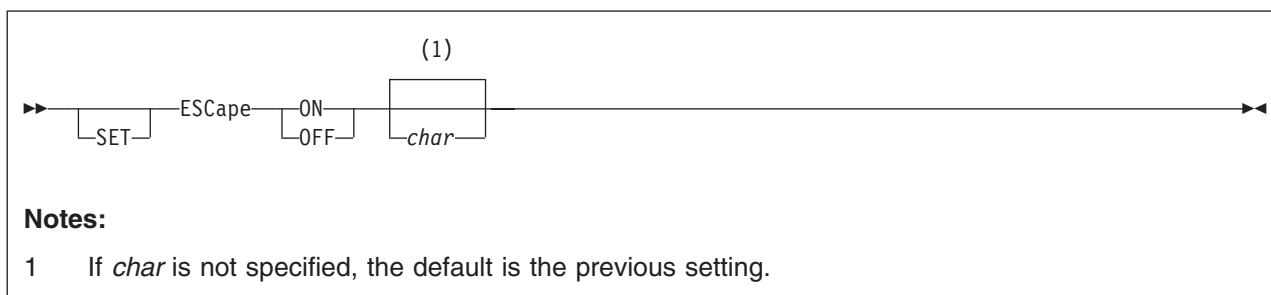 (1)
ESCape ON
SET OFF char
Notes:
1 If char is not specified, the default is the previous setting.